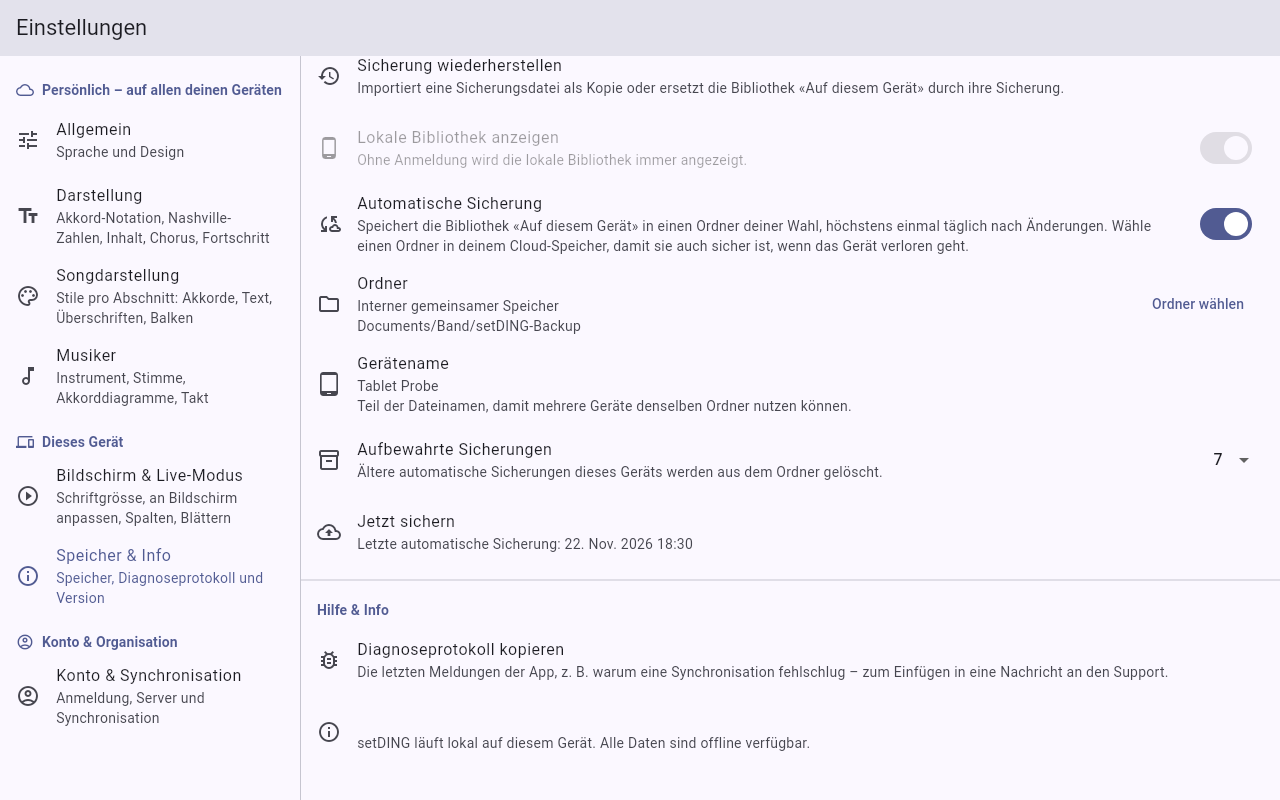 Einstellungen
Persönlich – auf allen deinen Geräten
Allgemein
Sprache und Design
Darstellung
Akkord-Notation, Nashville-
Zahlen, Inhalt, Chorus, Fortschritt
Songdarstellung
Stile pro Abschnitt: Akkorde, Text,
Überschriften, Balken
Musiker
Instrument, Stimme,
Akkorddiagramme, Takt
Dieses Gerät
Bildschirm & Live-Modus
Schriftgrösse, an Bildschirm
anpassen, Spalten, Blättern
Speicher & Info
Speicher, Diagnoseprotokoll und
Version
Konto & Organisation
Konto & Synchronisation
Anmeldung, Server und
Synchronisation
Sicherung wiederherstellen
Importiert eine Sicherungsdatei als Kopie oder ersetzt die Bibliothek «Auf diesem Gerät» durch ihre Sicherung.
Lokale Bibliothek anzeigen
Ohne Anmeldung wird die lokale Bibliothek immer angezeigt.
Automatische Sicherung
Speichert die Bibliothek «Auf diesem Gerät» in einen Ordner deiner Wahl, höchstens einmal täglich nach Änderungen. Wähle
einen Ordner in deinem Cloud-Speicher, damit sie auch sicher ist, wenn das Gerät verloren geht.
Ordner
Interner gemeinsamer Speicher
Documents/Band/setDING-Backup
Ordner wählen
Gerätename
Tablet Probe
Teil der Dateinamen, damit mehrere Geräte denselben Ordner nutzen können.
Aufbewahrte Sicherungen
Ältere automatische Sicherungen dieses Geräts werden aus dem Ordner gelöscht.
7
Jetzt sichern
Letzte automatische Sicherung: 22. Nov. 2026 18:30
Hilfe & Info
Diagnoseprotokoll kopieren
Die letzten Meldungen der App, z. B. warum eine Synchronisation fehlschlug – zum Einfügen in eine Nachricht an den Support.
setDING läuft lokal auf diesem Gerät. Alle Daten sind offline verfügbar.